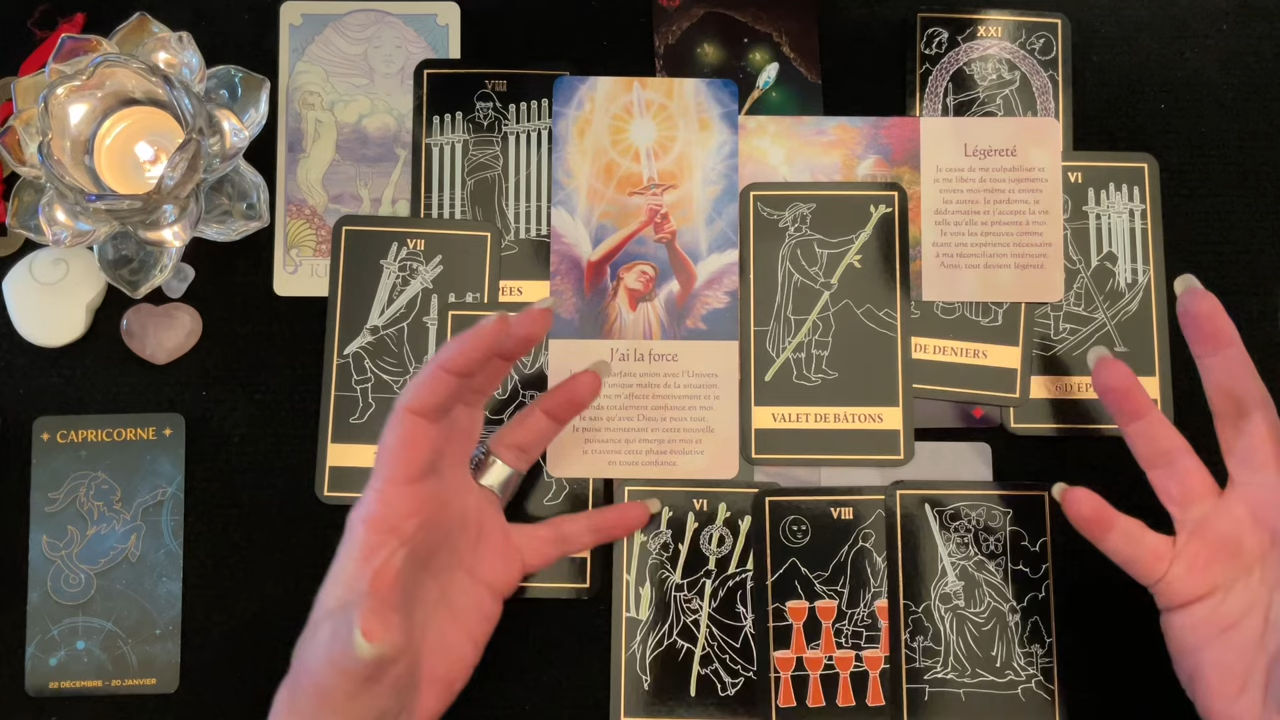 XXI
VIII
Légèreté
Je cesse de me culpabiliser et
je me libère de tous jugements
envers moi-même et envers
les autres. Je pardonne, je
dédramatise et j'accepte la vie
telle qu'elle se présente à moi.
Je vois les épreuves comme
étant une expérience nécessaire
à ma réconciliation intérieure.
Ainsi, tout devient légèreté.
VI
VII
PÉES
J'ai la force
parfaite union avec l'Univers
l'unique maître de la situation.
ne m'affecte émotivement et je
totalement confiance en moi.
Je sais qu'avec Dieu, je peux tout.
Je puise maintenant en cette nouvelle
puissance qui émerge en moi et
je traverse cette phase évolutive
en toute confiance.
VALET DE BÂTONS
DE DENIERS
6 D'ÉP
CAPRICORNE
22 DÉCEMBRE - 20 JANVIER
VI
VIII